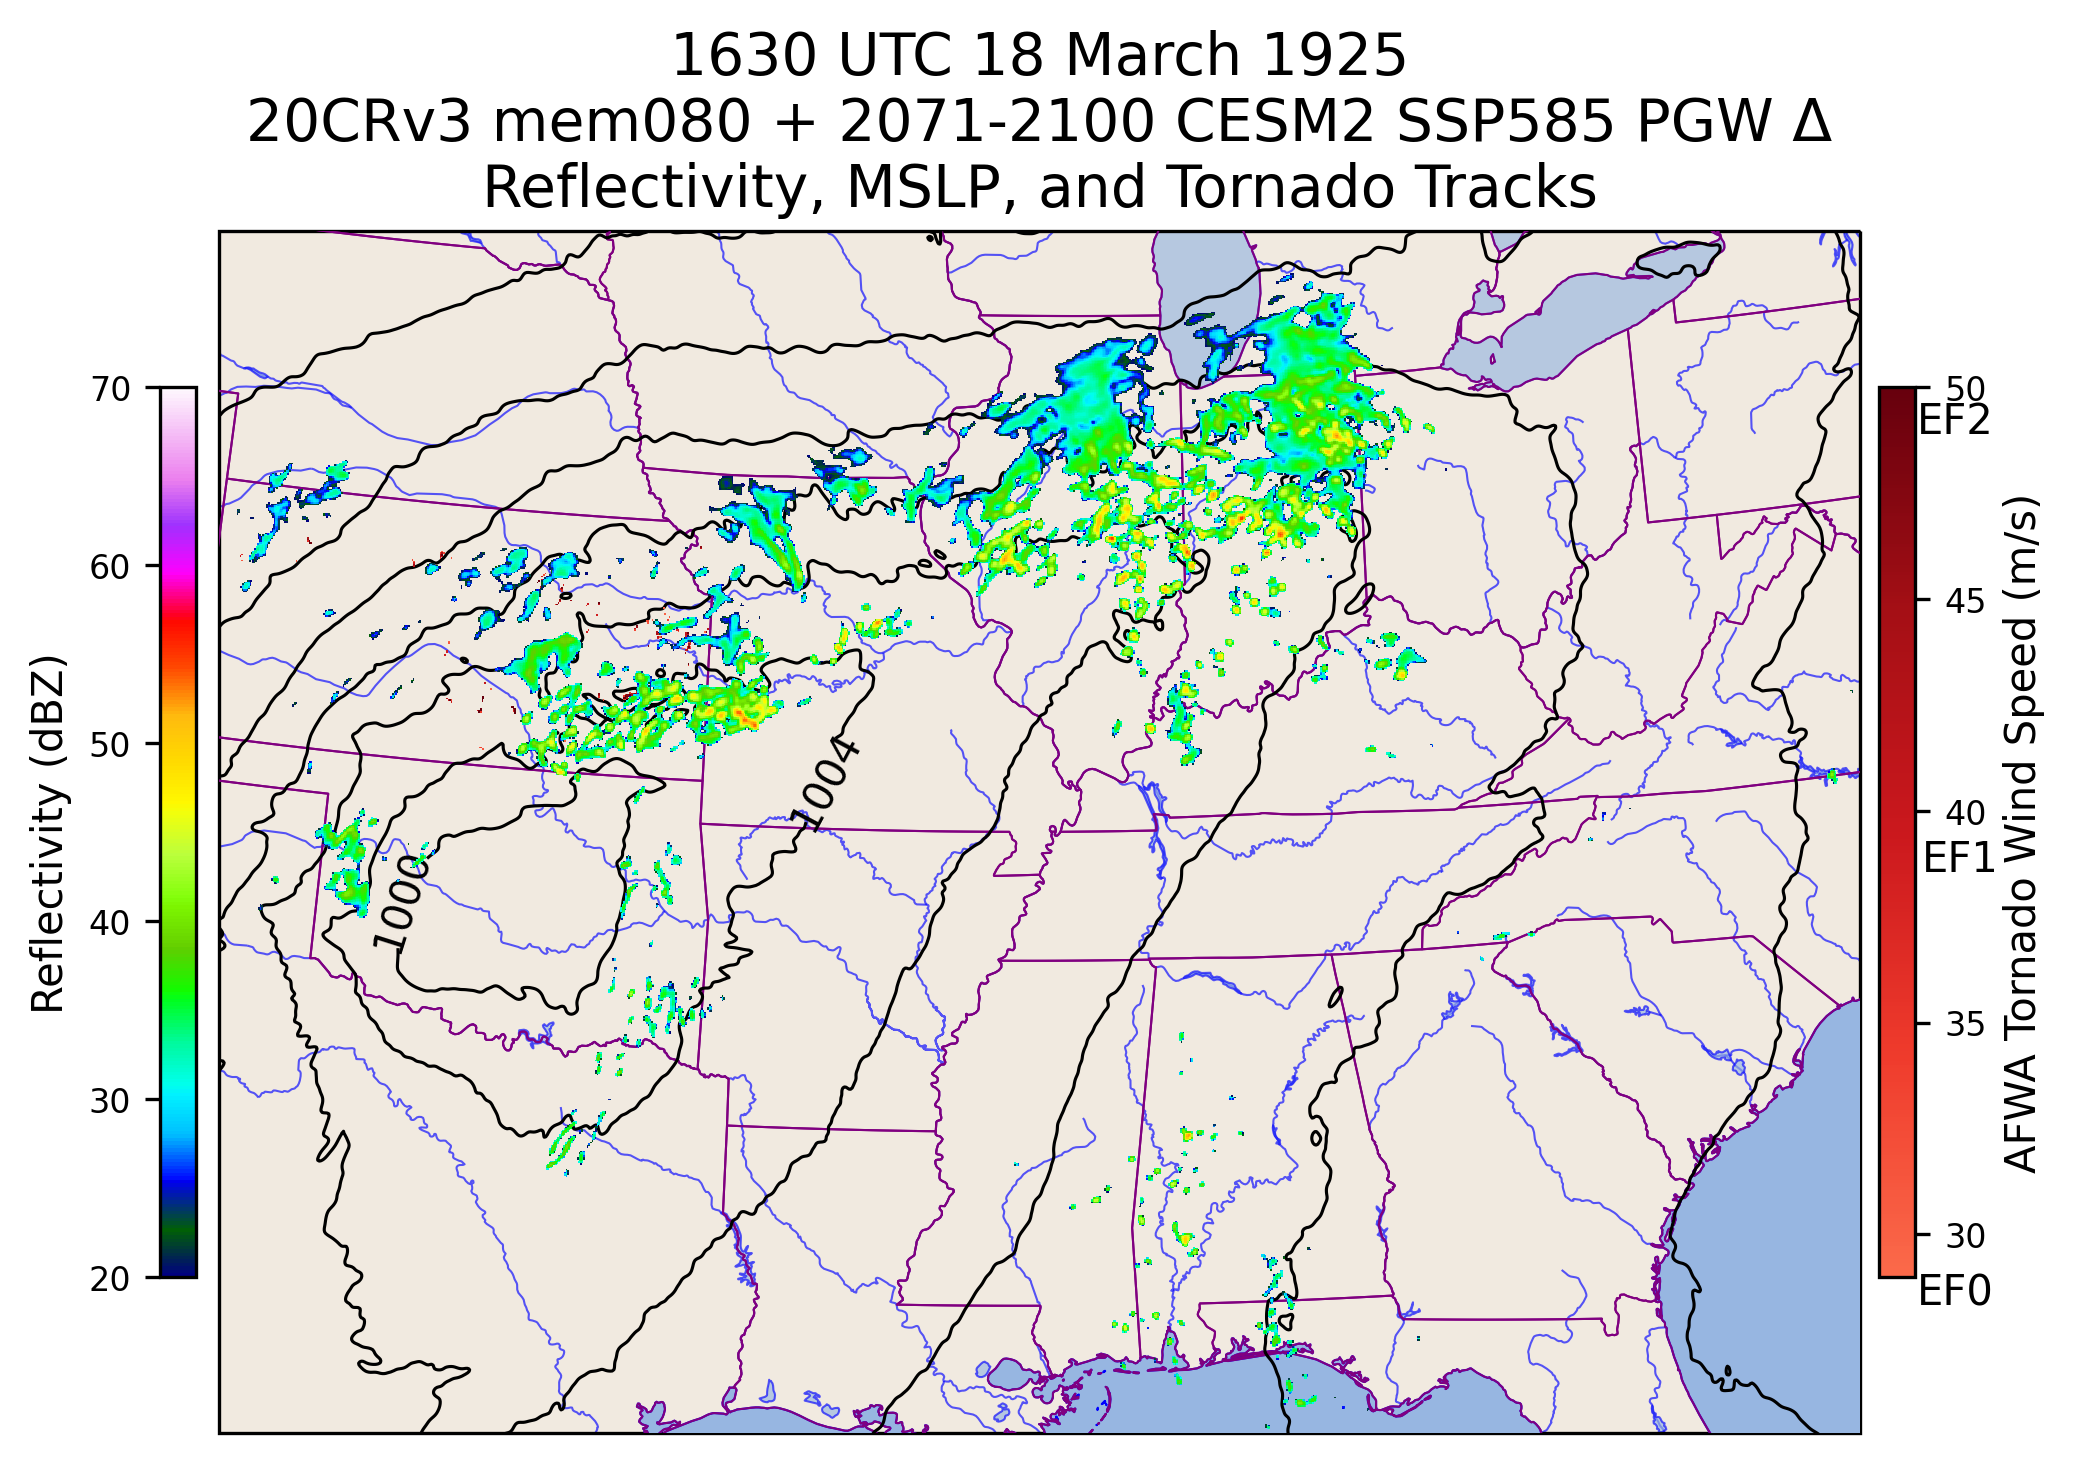 1630 UTC 18 March 1925
20CRv3 mem080 + 2071-2100 CESM2 SSP585 PGW Δ
Reflectivity, MSLP, and Tornado Tracks
70
60
50
40
30
20
Reflectivity (dBZ)
1004
1000
50
EF2
45
40
EF1
35
30
EF0
AFWA Tornado Wind Speed (m/s)